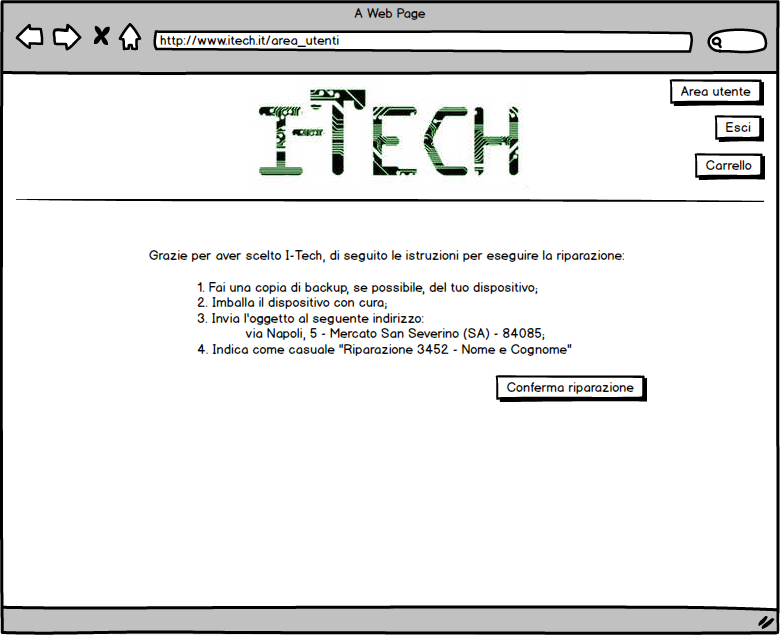 A Web Page
http://www.itech.it/area_utenti
I-TECH
Area utente
Esci
Carrello
Grazie per aver scelto I-Tech, di seguito le istruzioni per eseguire la riparazione:
1. Fai una copia di backup, se possibile, del tuo dispositivo;
2. Imballa il dispositivo con cura;
3. Invia l'oggetto al seguente indirizzo:
via Napoli, 5 - Mercato San Severino (SA) - 84085;
4. Indica come casuale "Riparazione 3452 - Nome e Cognome"
Conferma riparazione